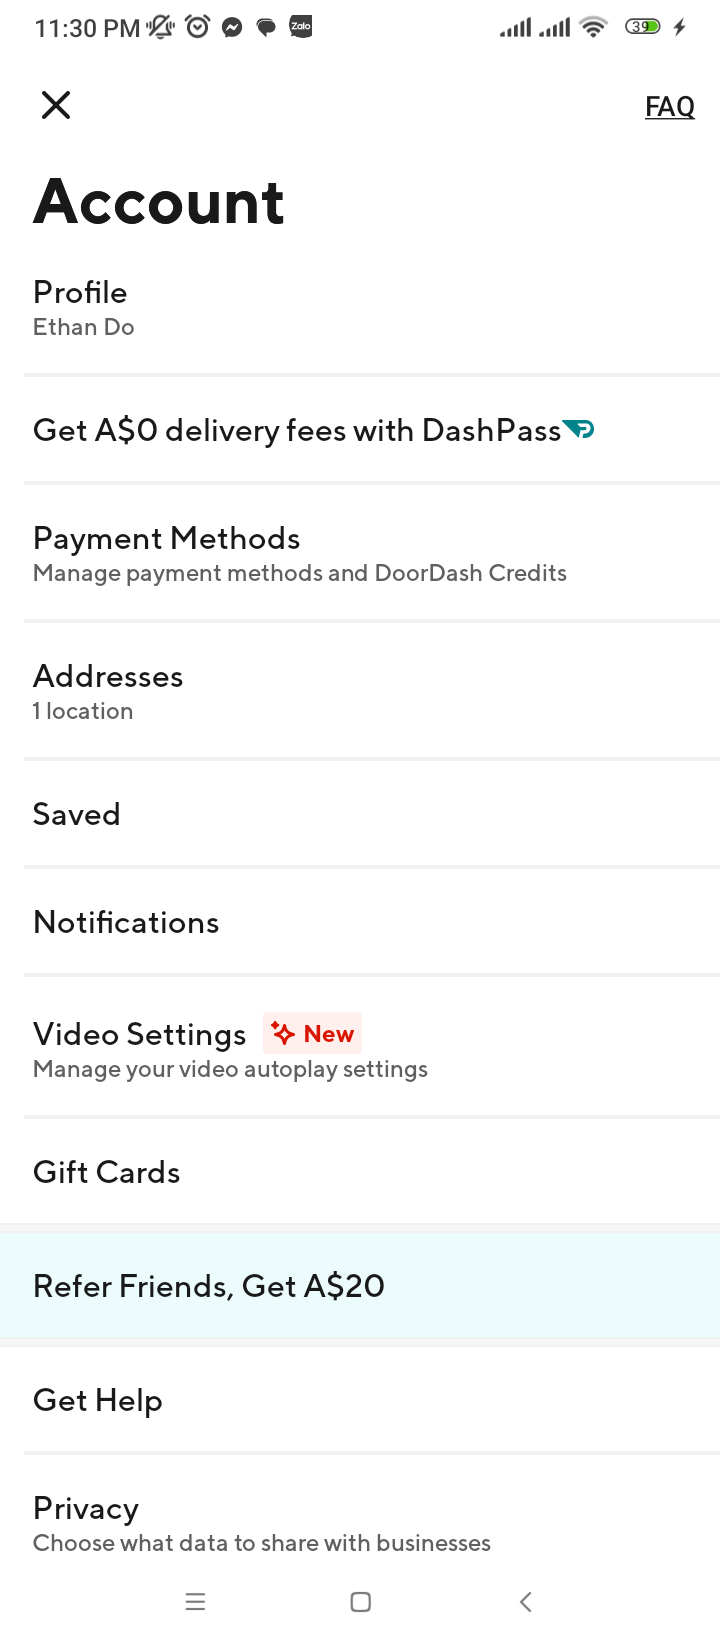 11:30 PM Zalo 39
FAQ
Account
Profile
Ethan Do
Get A$0 delivery fees with DashPass
Payment Methods
Manage payment methods and DoorDash Credits
Addresses
1 location
Saved
Notifications
Video Settings New
Manage your video autoplay settings
Gift Cards
Refer Friends, Get A$20
Get Help
Privacy
Choose what data to share with businesses